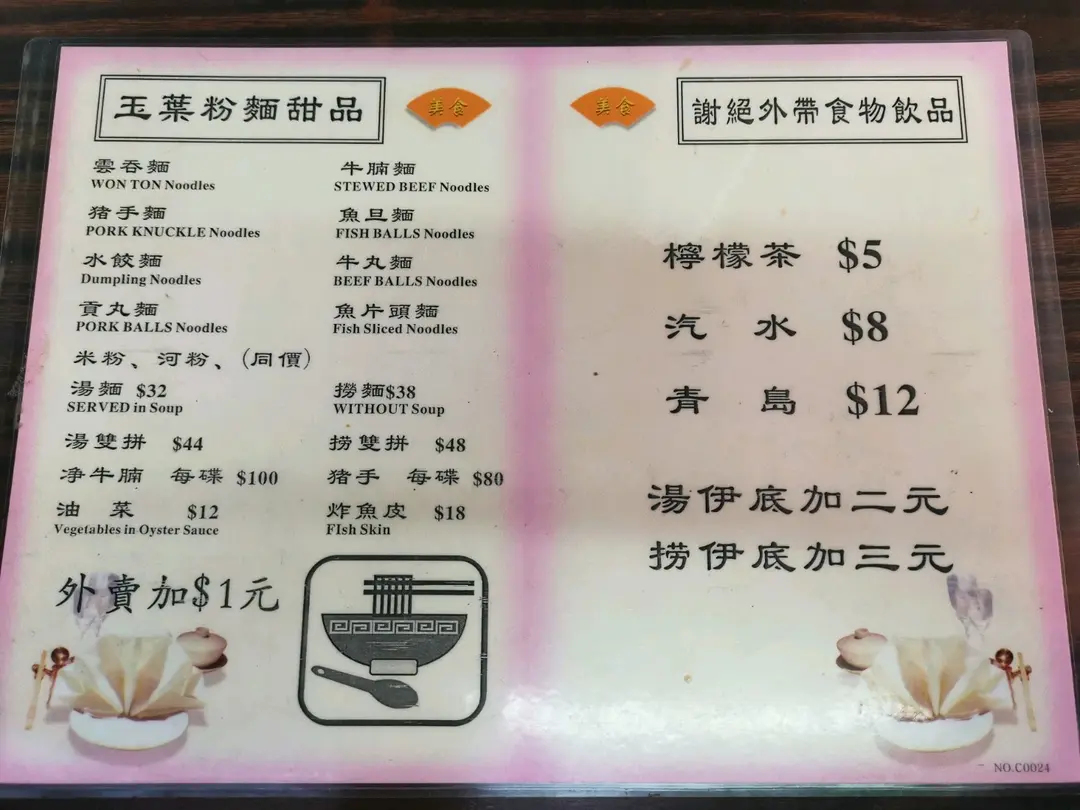 玉葉粉麵甜品
美食
雲吞麵
WON TON Noodles
牛腩麵
STEWED BEEF Noodles
猪手麵
PORK KNUCKLE Noodles
魚旦麵
FISH BALLS Noodles
水餃麵
Dumpling Noodles
牛丸麵
BEEF BALLS Noodles
貢丸麵
PORK BALLS Noodles
魚片頭麵
Fish Sliced Noodles
米粉、河粉、(同價)
湯麵 $32
SERVED in Soup
撈麵$38
WITHOUT Soup
湯雙拼 $44
撈雙拼 $48
净牛腩 每碟 $100
猪手 每碟 $80
油菜 $12
Vegetables in Oyster Sauce
炸魚皮 $18
FIsh Skin
外賣加$1元
美食
謝絕外帶食物飲品
檸檬茶 $5
汽水 $8
青島 $12
湯伊底加二元
撈伊底加三元
NO.C0024